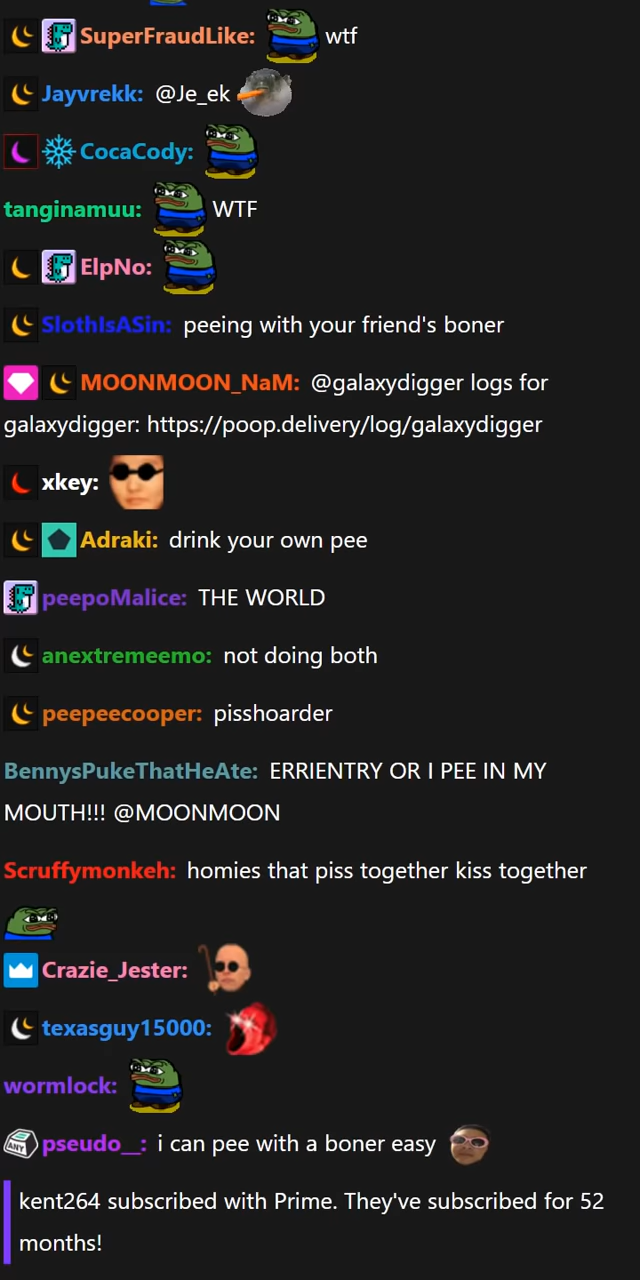 SuperFraudLike: wtf
Jayvrekk: @Je_ek
CocaCody:
tanginamuu: WTF
ElpNo:
SlothIsASin: peeing with your friend's boner
MOONMOON_NaM: @galaxydigger logs for
galaxydigger: https://poop.delivery/log/galaxydigger
xkey:
Adraki: drink your own pee
peepoMalice: THE WORLD
anextremeemo: not doing both
peepeecooper: pisshoarder
BennysPukeThatHeAte: ERRIENTRY OR I PEE IN MY
MOUTH!!! @MOONMOON
Scruffymonkeh: homies that piss together kiss together
Crazie_Jester:
texasguy15000:
wormlock:
ANY pseudo__: i can pee with a boner easy
kent264 subscribed with Prime. They've subscribed for 52
months!